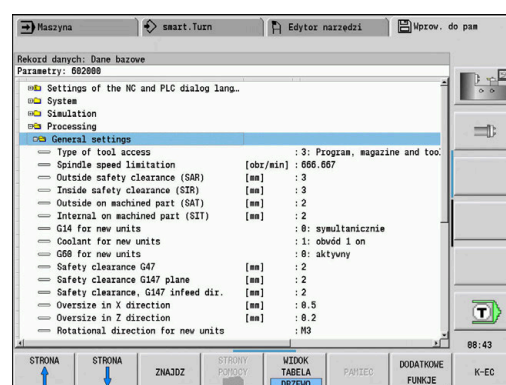 Maszyna
smart.Turn
Edytor narzędzi
Wprow. do pam
Rekord danych: Dane bazowe
Parametry: 602000
Settings of the NC and PLC dialog lang…
System
Simulation
Processing
General settings
Type of tool access : 3: Program, magazine and tool
Spindle speed limitation [obr/min] : 666.667
Outside safety clearance (SAR) [mm] : 3
Inside safety clearance (SIR) [mm] : 3
Outside on machined part (SAT) [mm] : 2
Internal on machined part (SIT) [mm] : 2
G14 for new units : 0: symultanicznie
Coolant for new units : 1: obwód 1 on
G60 for new units : 0: aktywny
Safety clearance G47 [mm] : 2
Safety clearance G147 plane [mm] : 2
Safety clearance, G147 infeed dir. [mm] : 2
Oversize in X direction [mm] : 0.5
Oversize in Z direction [mm] : 0.2
Rotational direction for new units : M3
T
08:43
STRONA
STRONA
ZNAJDZ
STRONY
POMOCY
WIDOK
TABELA
DRZEWO
PAMIEC
DODATKOWE
FUNKJE
K-EC